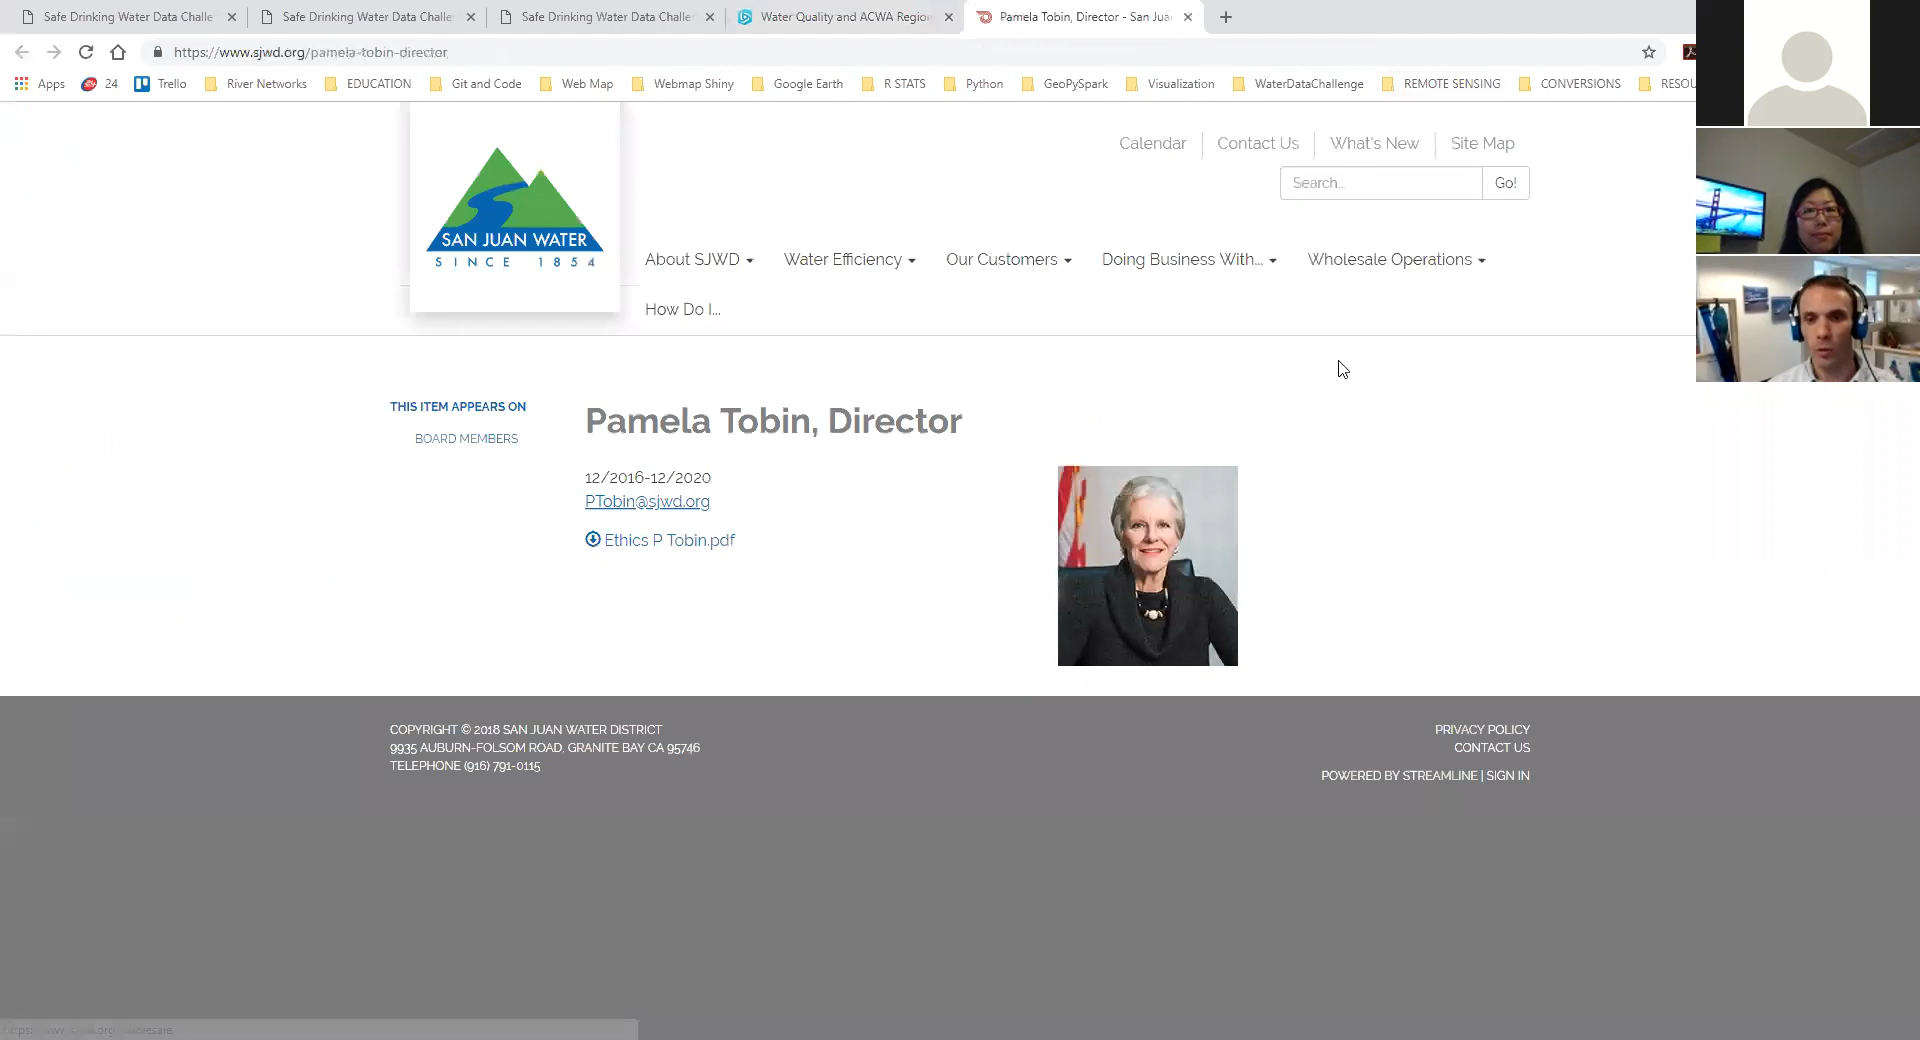 Safe Drinking Water Data Challe
Safe Drinking Water Data Challe
Safe Drinking Water Data Challe
Water Quality and ACWA Region
Pamela Tobin, Director - San Jua
https://www.sjwd.org/pamela-tobin-director
Apps
24
Trello
River Networks
EDUCATION
Git and Code
Web Map
Webmap Shiny
Google Earth
R STATS
Python
GeoPySpark
Visualization
WaterDataChallenge
REMOTE SENSING
CONVERSIONS
RESOU
SAN JUAN WATER
SINCE 1854
Calendar
Contact Us
What's New
Site Map
Search...
Go!
About SJWD
Water Efficiency
Our Customers
Doing Business With...
Wholesale Operations
How Do I...
THIS ITEM APPEARS ON
BOARD MEMBERS
Pamela Tobin, Director
12/2016-12/2020
PTobin@sjwd.org
Ethics P Tobin.pdf
COPYRIGHT © 2018 SAN JUAN WATER DISTRICT
9935 AUBURN-FOLSOM ROAD, GRANITE BAY CA 95746
TELEPHONE (916) 791-0115
PRIVACY POLICY
CONTACT US
POWERED BY STREAMLINE | SIGN IN